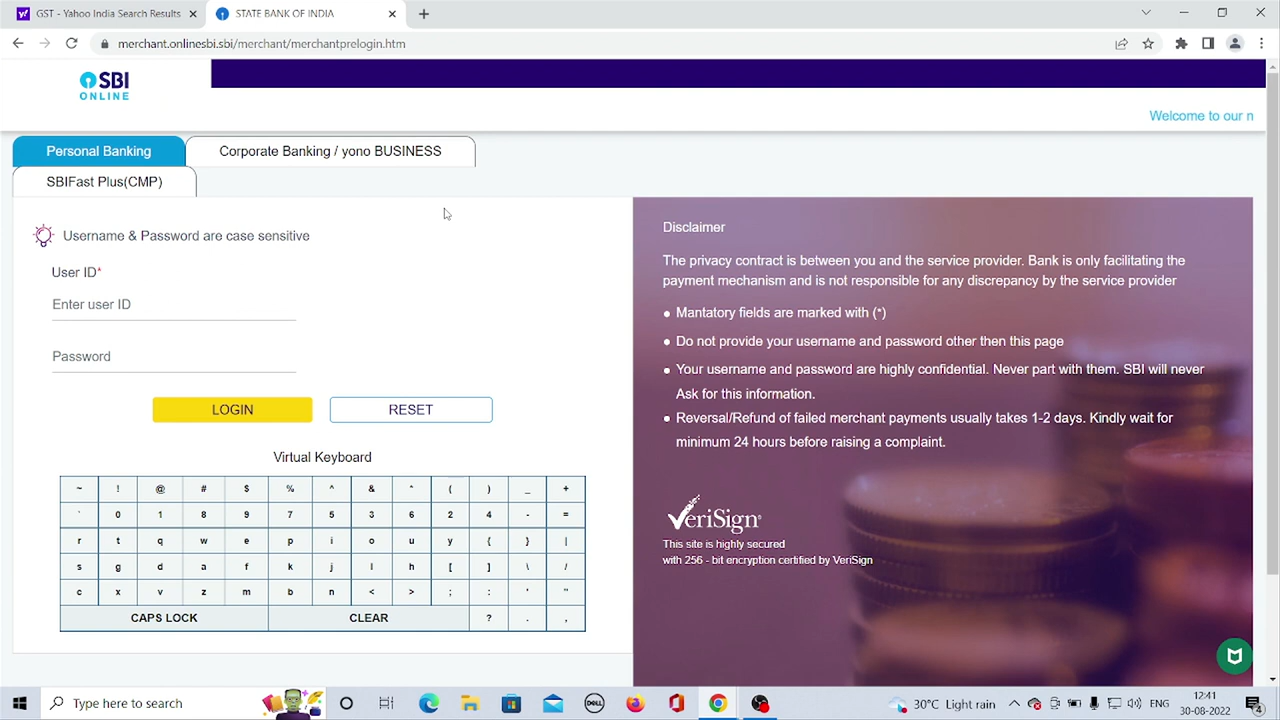 GST - Yahoo India Search Results
STATE BANK OF INDIA
merchant.onlinesbi.sbi/merchant/merchantprelogin.htm
SBI
ONLINE
Welcome to our n
Personal Banking
Corporate Banking / yono BUSINESS
SBIFast Plus(CMP)
Username & Password are case sensitive
User ID*
Enter user ID
Password
LOGIN
RESET
Virtual Keyboard
~ ! @ # $ % ^ & * ( ) _ +
` 0 1 8 9 7 5 3 6 2 4 - =
r t q w e p i o u y { } |
s g d a f k j l h [ ] \ /
c x v z m b n < > ; : ' "
CAPS LOCK CLEAR ? . ,
Disclaimer
The privacy contract is between you and the service provider. Bank is only facilitating the
payment mechanism and is not responsible for any discrepancy by the service provider
Mantatory fields are marked with (*)
Do not provide your username and password other then this page
Your username and password are highly confidential. Never part with them. SBI will never
Ask for this information.
Reversal/Refund of failed merchant payments usually takes 1-2 days. Kindly wait for
minimum 24 hours before raising a complaint.
VeriSign
This site is highly secured
with 256 - bit encryption certified by VeriSign
Type here to search
DELL
30°C Light rain
ENG
12:41
30-08-2022
4